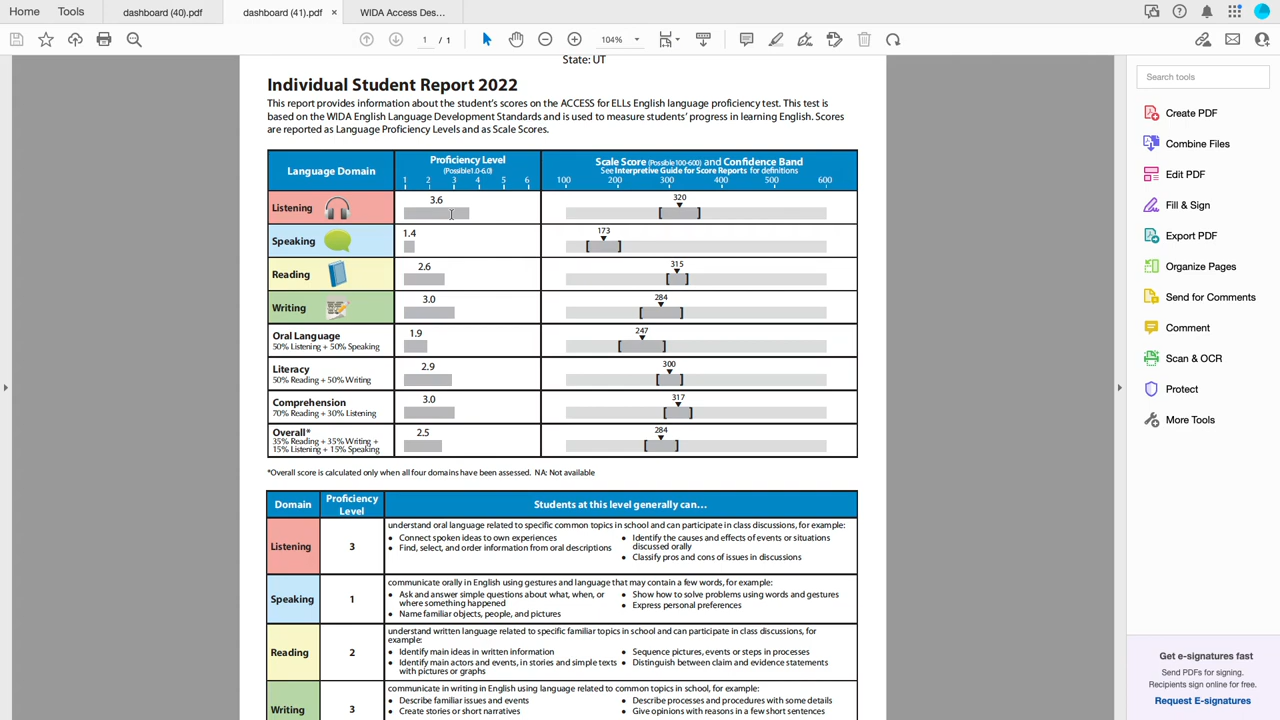 Home
Tools
dashboard (40).pdf
dashboard (41).pdf ×
WIDA Access Des...
1 / 1
104%
State: UT
Individual Student Report 2022
This report provides information about the student's scores on the ACCESS for ELLs English language proficiency test. This test is
based on the WIDA English Language Development Standards and is used to measure students' progress in learning English. Scores
are reported as Language Proficiency Levels and as Scale Scores.
Language Domain
Proficiency Level
(Possible1.0-6.0)
1 2 3 4 5 6
Scale Score (Possible100-600) and Confidence Band
See Interpretive Guide for Score Reports for definitions
100 200 300 400 500 600
Listening
3.6
320
[ ]
Speaking
1.4
173
[ ]
Reading
2.6
315
[ ]
Writing
3.0
284
[ ]
Oral Language
50% Listening + 50% Speaking
1.9
247
[ ]
Literacy
50% Reading + 50% Writing
2.9
300
[ ]
Comprehension
70% Reading + 30% Listening
3.0
317
[ ]
Overall*
35% Reading + 35% Writing +
15% Listening + 15% Speaking
2.5
284
[ ]
*Overall score is calculated only when all four domains have been assessed. NA: Not available
Domain
Proficiency
Level
Students at this level generally can...
Listening
3
understand oral language related to specific common topics in school and can participate in class discussions, for example:
• Connect spoken ideas to own experiences
• Find, select, and order information from oral descriptions
• Identify the causes and effects of events or situations
discussed orally
• Classify pros and cons of issues in discussions
Speaking
1
communicate orally in English using gestures and language that may contain a few words, for example:
• Ask and answer simple questions about what, when, or
where something happened
• Name familiar objects, people, and pictures
• Show how to solve problems using words and gestures
• Express personal preferences
Reading
2
understand written language related to specific familiar topics in school and can participate in class discussions, for
example:
• Identify main ideas in written information
• Identify main actors and events, in stories and simple texts
with pictures or graphs
• Sequence pictures, events or steps in processes
• Distinguish between claim and evidence statements
Writing
3
communicate in writing in English using language related to common topics in school, for example:
• Describe familiar issues and events
• Create stories or short narratives
• Describe processes and procedures with some details
• Give opinions with reasons in a few short sentences
Search tools
Create PDF
Combine Files
Edit PDF
Fill & Sign
Export PDF
Organize Pages
Send for Comments
Comment
Scan & OCR
Protect
More Tools
Get e-signatures fast
Send PDFs for signing.
Recipients sign online for free.
Request E-signatures